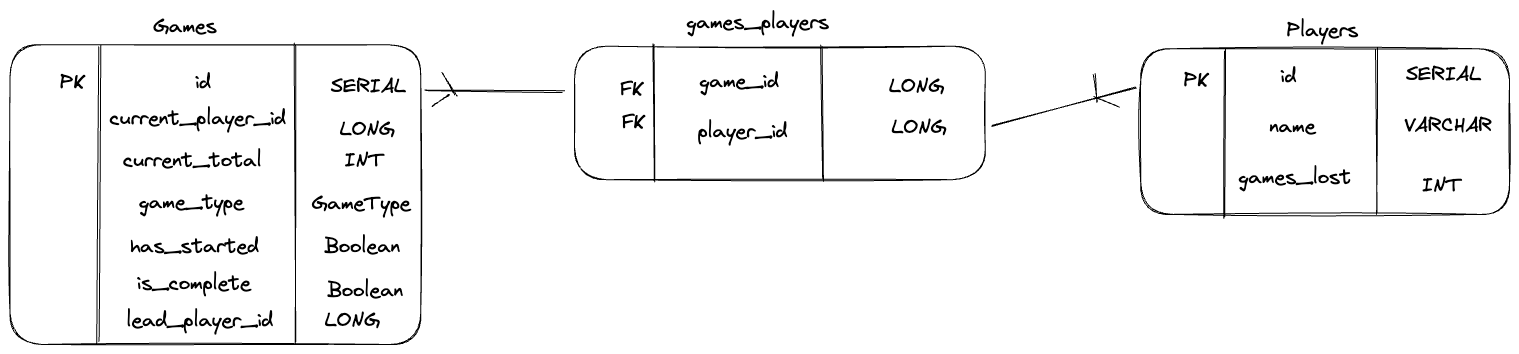 Games
PK id SERIAL
current_player_id LONG
current_total INT
game_type GameType
has_started Boolean
is_complete Boolean
lead_player_id LONG
games_players
FK game_id LONG
FK player_id LONG
Players
PK id SERIAL
name VARCHAR
games_lost INT